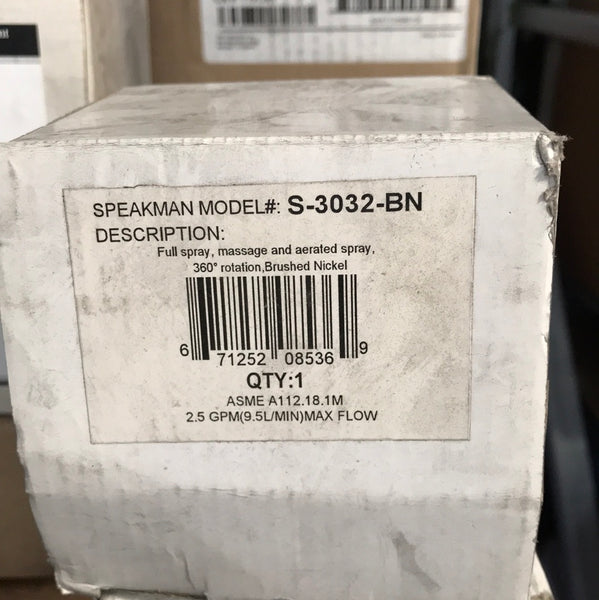 SPEAKMAN MODEL#: S-3032-BN
DESCRIPTION:
Full spray, massage and aerated spray,
360° rotation,Brushed Nickel
6 71252 08536 9
QTY:1
ASME A112.18.1M
2.5 GPM(9.5L/MIN)MAX FLOW